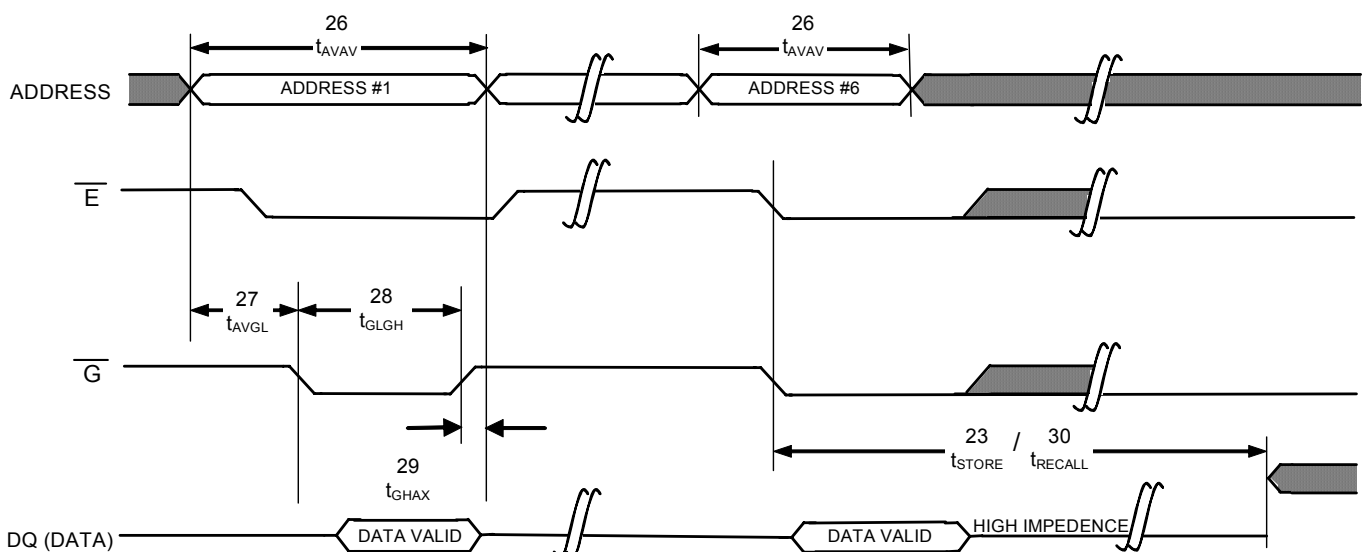 26
tAVAV
26
tAVAV
ADDRESS
ADDRESS #1
ADDRESS #6
E
27
tAVGL
28
tGLGH
G
23 / 30
tSTORE tRECALL
29
tGHAX
DQ (DATA)
DATA VALID
DATA VALID
HIGH IMPEDENCE